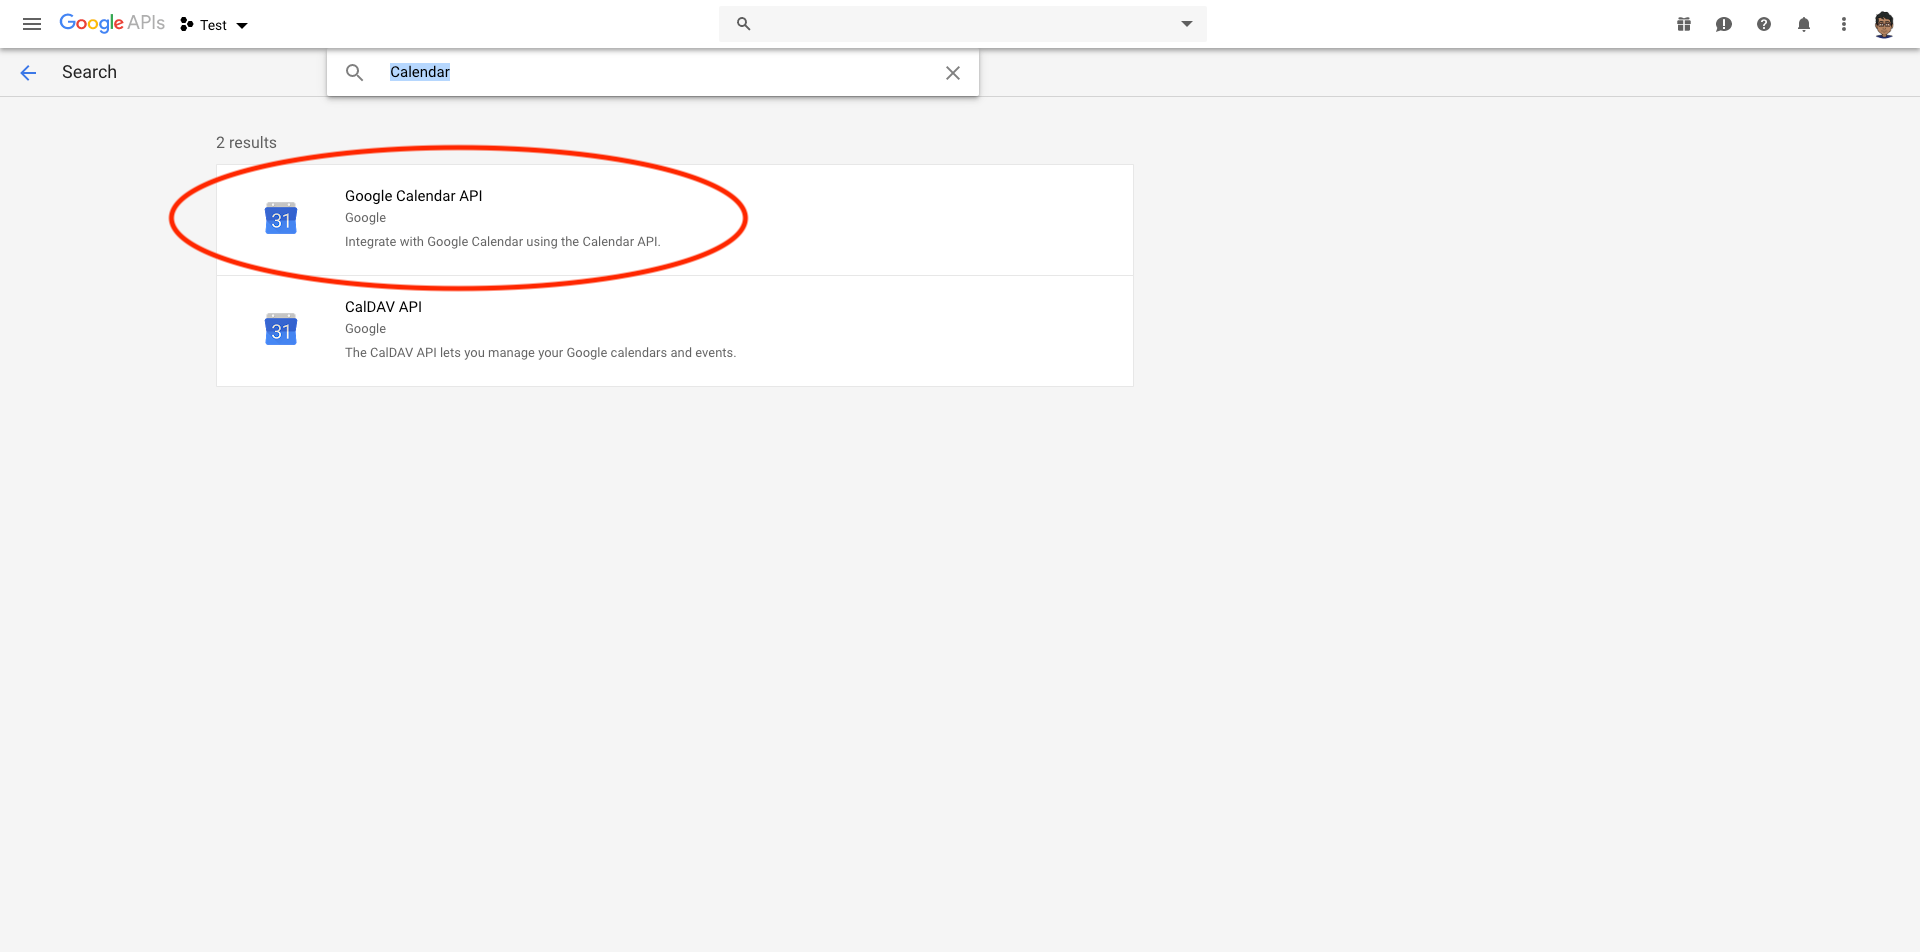 Google APIs Test
Search Calendar
2 results
31
Google Calendar API
Google
Integrate with Google Calendar using the Calendar API.
31
CalDAV API
Google
The CalDAV API lets you manage your Google calendars and events.